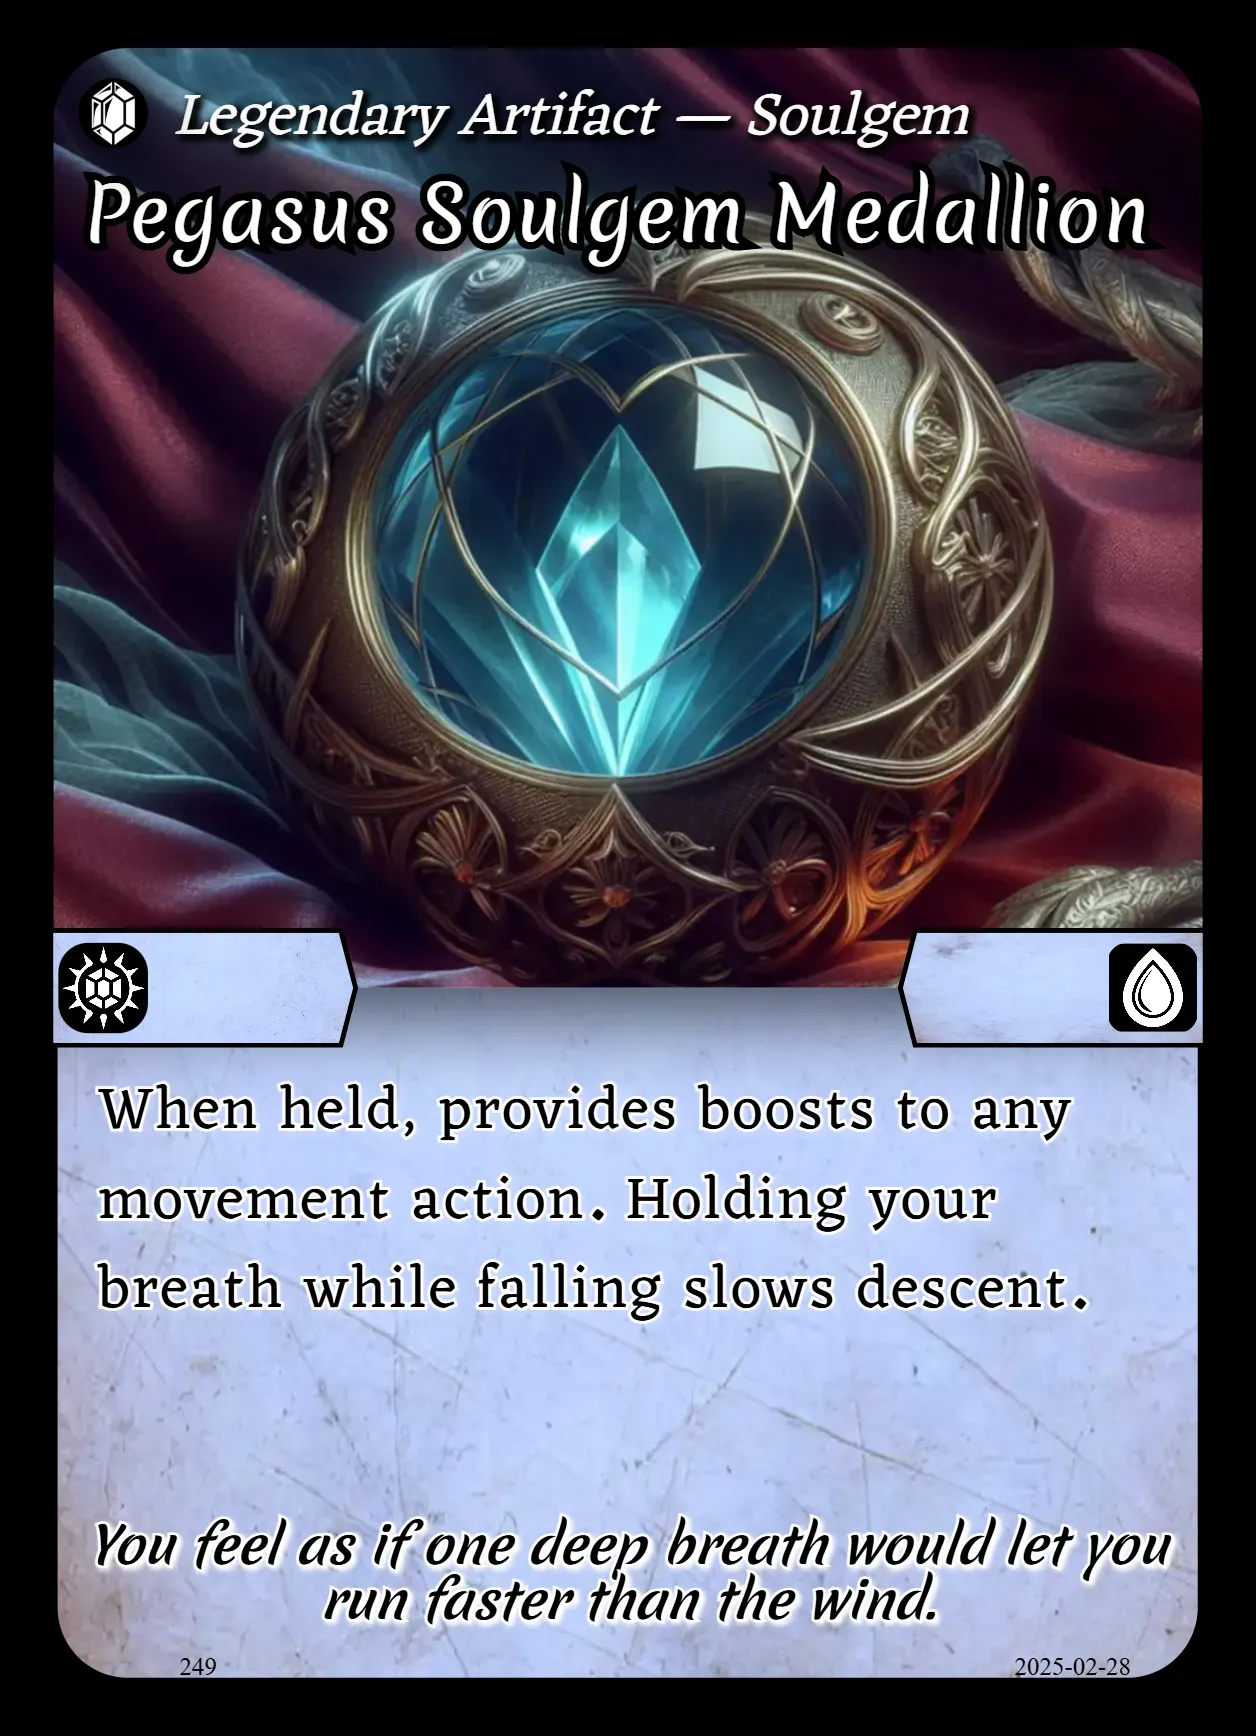 Legendary Artifact — Soulgem
Pegasus Soulgem Medallion
When held, provides boosts to any
movement action. Holding your
breath while falling slows descent.
You feel as if one deep breath would let you
run faster than the wind.
249
2025-02-28